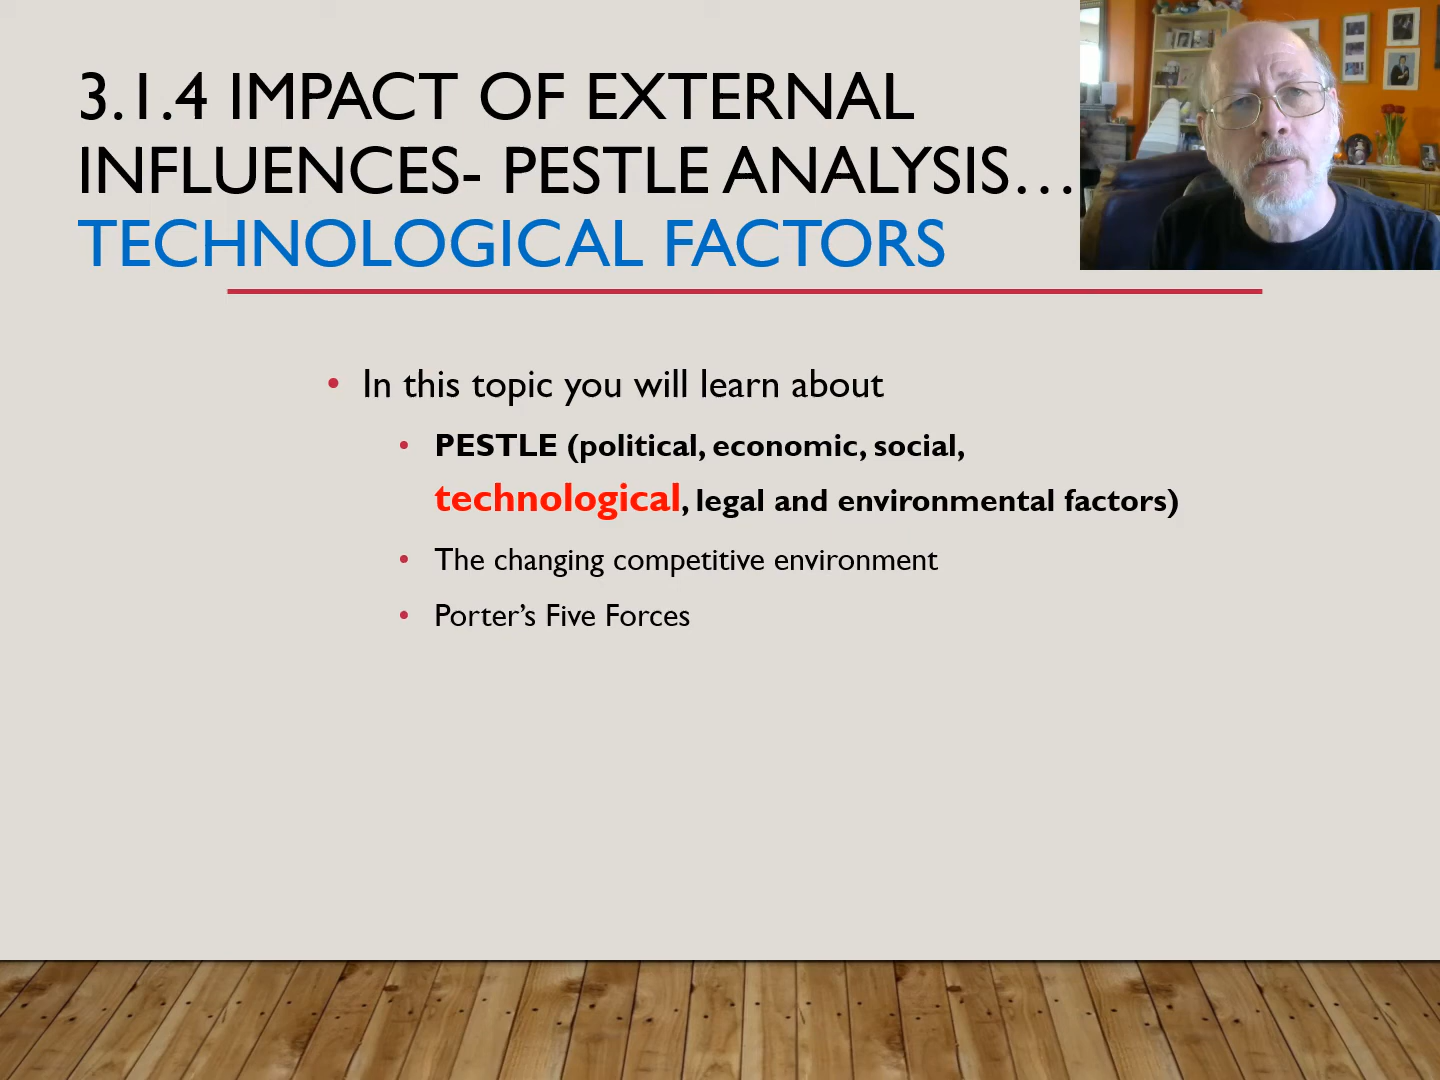 3.1.4 IMPACT OF EXTERNAL
INFLUENCES- PESTLE ANALYSIS…
TECHNOLOGICAL FACTORS
• In this topic you will learn about
• PESTLE (political, economic, social,
technological, legal and environmental factors)
• The changing competitive environment
• Porter’s Five Forces